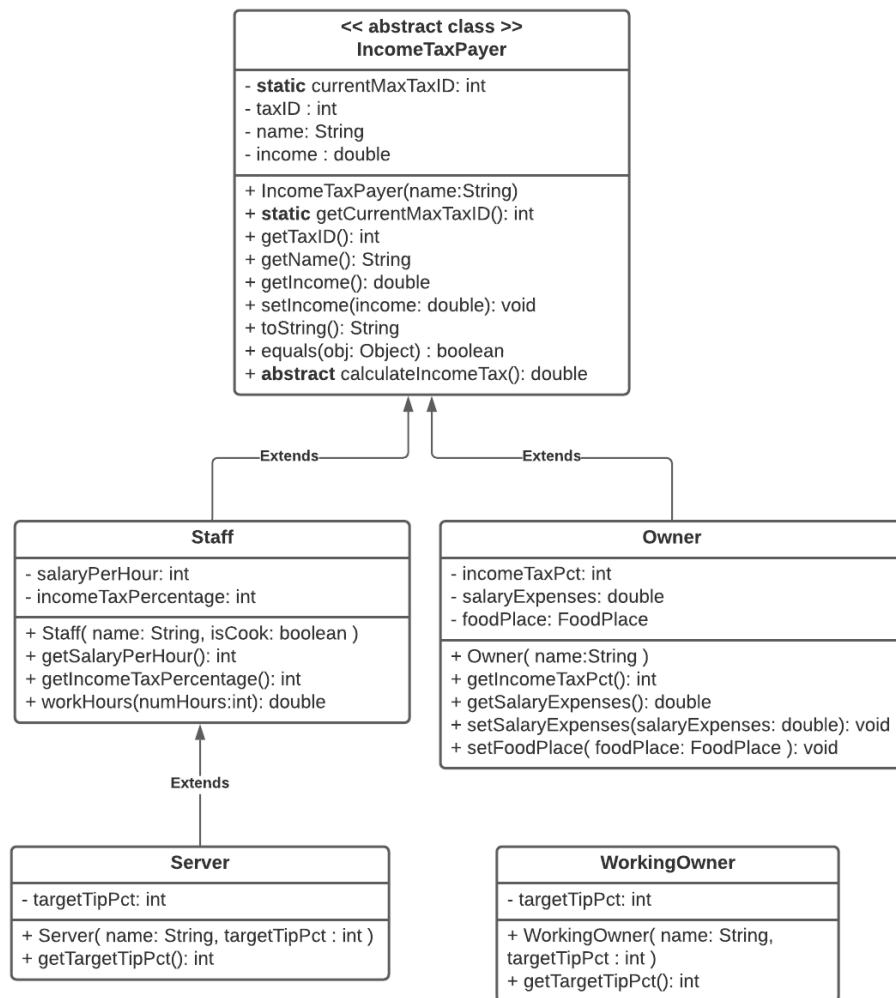 << abstract class >>
IncomeTaxPayer
- static currentMaxTaxID: int
- taxID : int
- name: String
- income : double
+ IncomeTaxPayer(name:String)
+ static getCurrentMaxTaxID(): int
+ getTaxID(): int
+ getName(): String
+ getIncome(): double
+ setIncome(income: double): void
+ toString(): String
+ equals(obj: Object) : boolean
+ abstract calculateIncomeTax(): double
Extends
Extends
Staff
- salaryPerHour: int
- incomeTaxPercentage: int
+ Staff( name: String, isCook: boolean )
+ getSalaryPerHour(): int
+ getIncomeTaxPercentage(): int
+ workHours(numHours:int): double
Owner
- incomeTaxPct: int
- salaryExpenses: double
- foodPlace: FoodPlace
+ Owner( name:String )
+ getIncomeTaxPct(): int
+ getSalaryExpenses(): double
+ setSalaryExpenses(salaryExpenses: double): void
+ setFoodPlace( foodPlace: FoodPlace ): void
Extends
Server
- targetTipPct: int
+ Server( name: String, targetTipPct : int )
+ getTargetTipPct(): int
WorkingOwner
- targetTipPct: int
+ WorkingOwner( name: String,
targetTipPct : int )
+ getTargetTipPct(): int